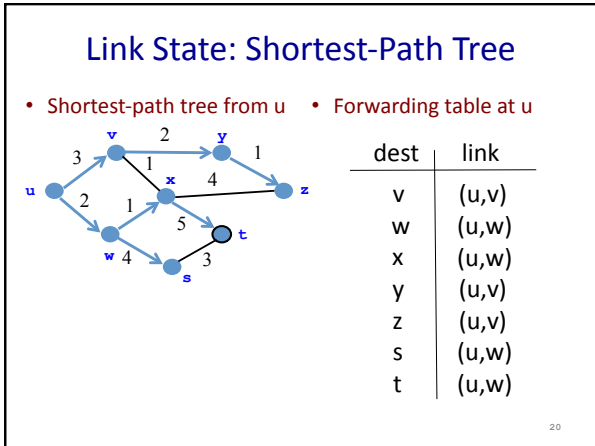 Link State: Shortest-Path Tree
• Shortest-path tree from u
v
2
y
3
1
1
4
u
x
z
2
1
5
w
4
t
3
s
• Forwarding table at u
dest link
v (u,v)
w (u,w)
x (u,w)
y (u,v)
z (u,v)
s (u,w)
t (u,w)
20